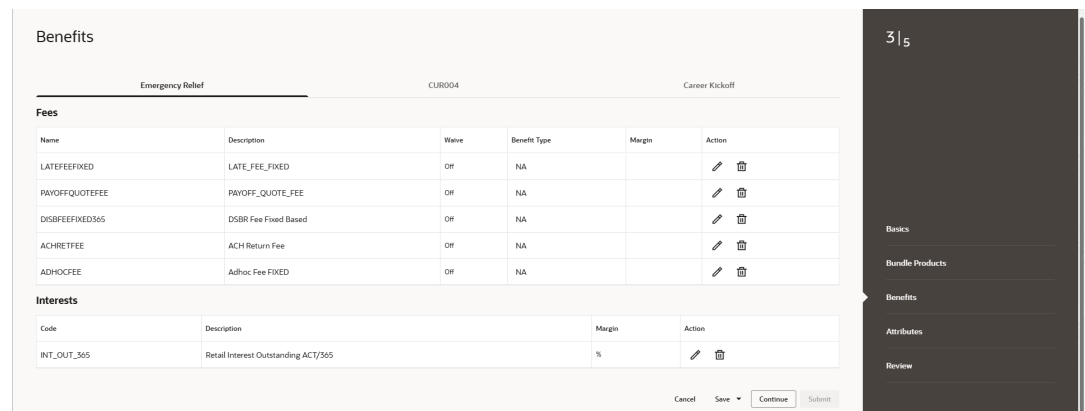 Benefits
3|5
Emergency Relief CUR004 Career Kickoff
Fees
Name Description Waive Benefit Type Margin Action
LATEFEEFIXED LATE_FEE_FIXED Off NA
PAYOFFQUOTEFEE PAYOFF_QUOTE_FEE Off NA
DISBFEEFIXED365 DSBR Fee Fixed Based Off NA
ACHRETFEE ACH Return Fee Off NA
ADHOCFEE Adhoc Fee FIXED Off NA
Interests
Code Description Margin Action
INT_OUT_365 Retail Interest Outstanding ACT/365 %
Cancel Save Continue Submit
Basics
Bundle Products
Benefits
Attributes
Review